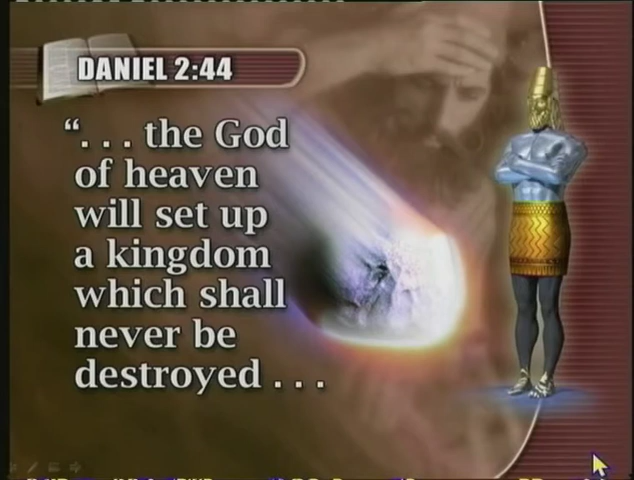 DANIEL 2:44
“. . . the God
of heaven
will set up
a kingdom
which shall
never be
destroyed . . .